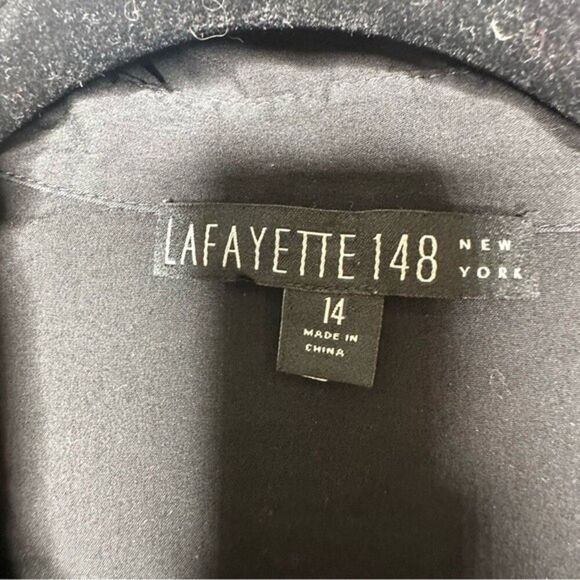 LAFAYETTE 148 NEW YORK
14
MADE IN
CHINA